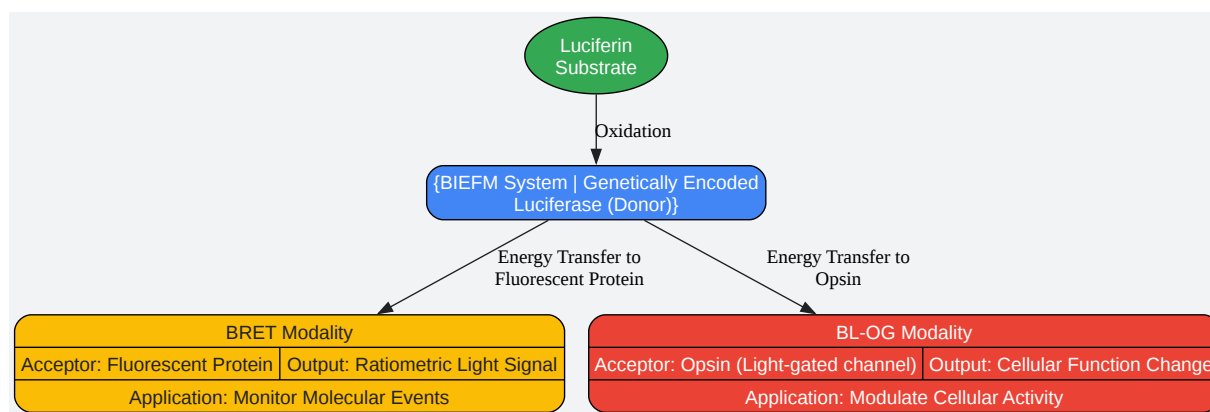 Luciferin
Substrate
Oxidation
{BIEFM System | Genetically Encoded
Luciferase (Donor)}
Energy Transfer to
Fluorescent Protein
Energy Transfer to
Opsin
BRET Modality
Acceptor: Fluorescent Protein
Output: Ratiometric Light Signal
Application: Monitor Molecular Events
BL-OG Modality
Acceptor: Opsin (Light-gated channel)
Output: Cellular Function Change
Application: Modulate Cellular Activity